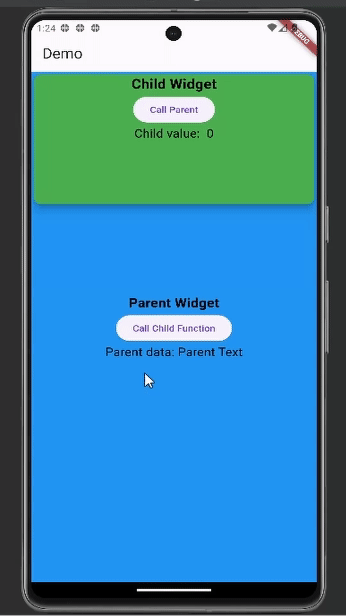 1:24
DEBUG
Demo
Child Widget
Call Parent
Child value: 0
Parent Widget
Call Child Function
Parent data: Parent Text